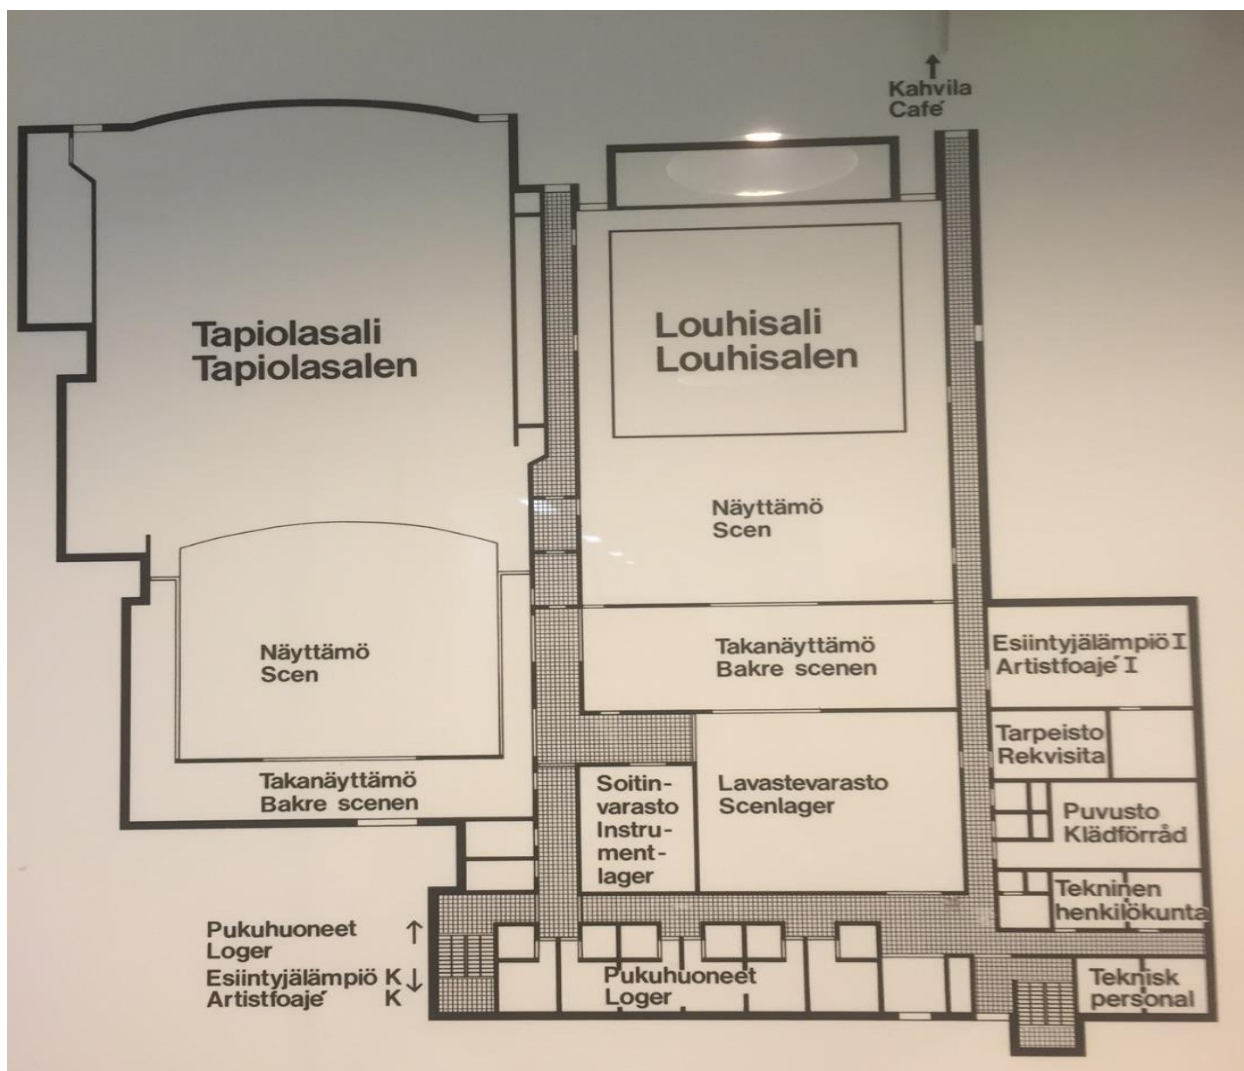 ↑
Kahvila
Café
Tapiolasali
Tapiolasalen
Louhisali
Louhisalen
Näyttämö
Scen
Näyttämö
Scen
Takanäyttämö
Bakre scenen
Takanäyttämö
Bakre scenen
Esiintyjälämpiö I
Artistfoajé I
Tarpeisto
Rekvisita
Soitin-
varasto
Instru-
ment-
lager
Lavastevarasto
Scenlager
Puvusto
Klädförråd
Tekninen
henkilökunta
Pukuhuoneet ↑
Loger
Esiintyjälämpiö K ↓
Artistfoajé K
Pukuhuoneet
Loger
Teknisk
personal